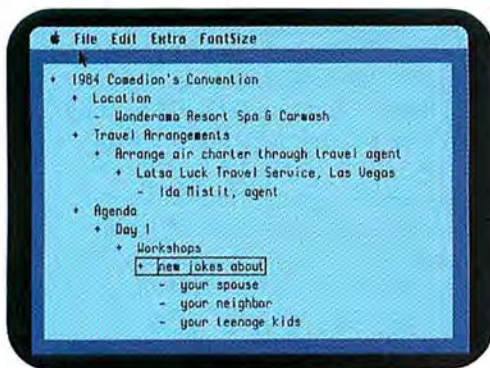 File Edit Extra FontSize
+ 1984 Comedion's Convention
+ Location
- Wonderama Resort Spa & Carwash
+ Travel Arrangements
+ Arrange air charter through travel agent
+ Lotsa Luck Travel Service, Las Vegas
- Ida Mistit, agent
+ Agenda
+ Day 1
+ Workshops
+ new jokes about
- your spouse
- your neighbor
- your teenage kids